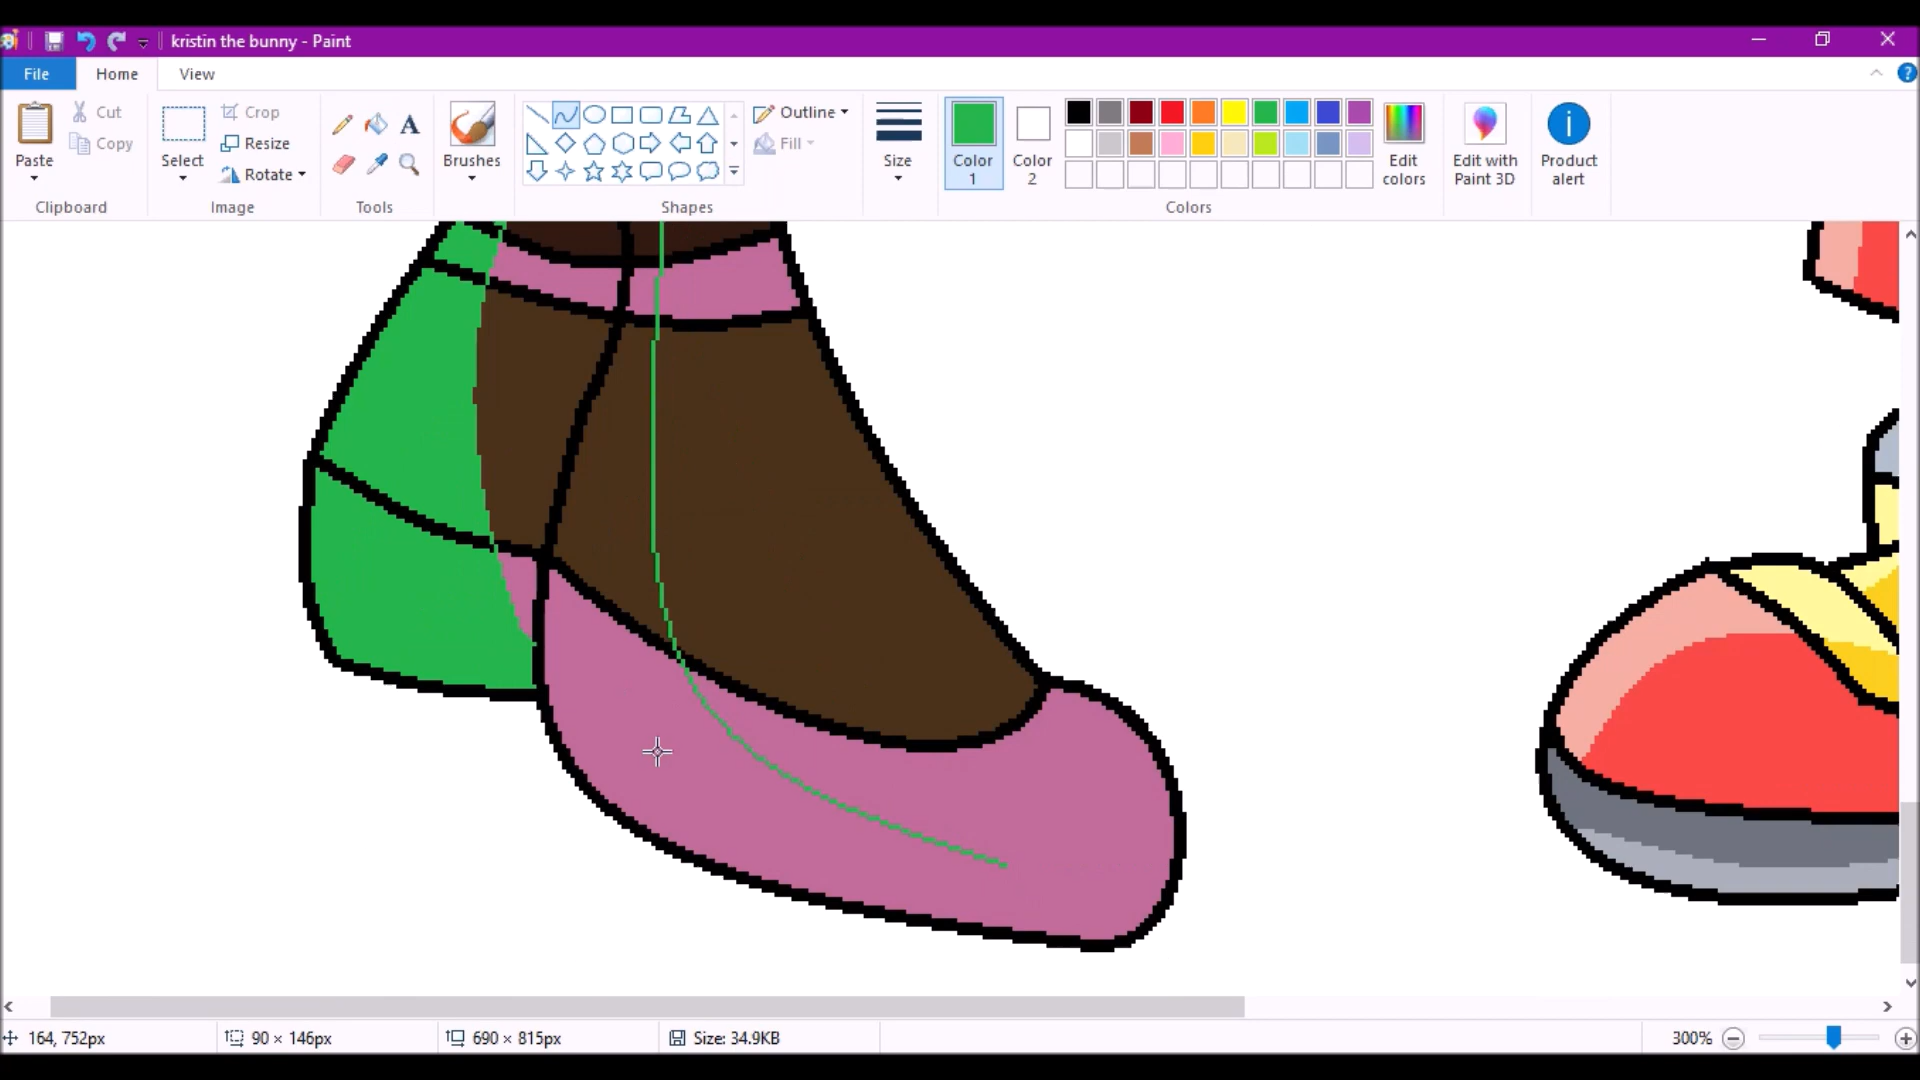 kristin the bunny - Paint
File Home View
Paste
Cut
Copy
Clipboard
Select
Crop
Resize
Rotate
Image
A
Tools
Brushes
Shapes
Outline
Fill
Size
Color 1
Color 2
Colors
Edit colors
Edit with Paint 3D
Product alert
164, 752px
90 × 146px
690 × 815px
Size: 34.9KB
300%